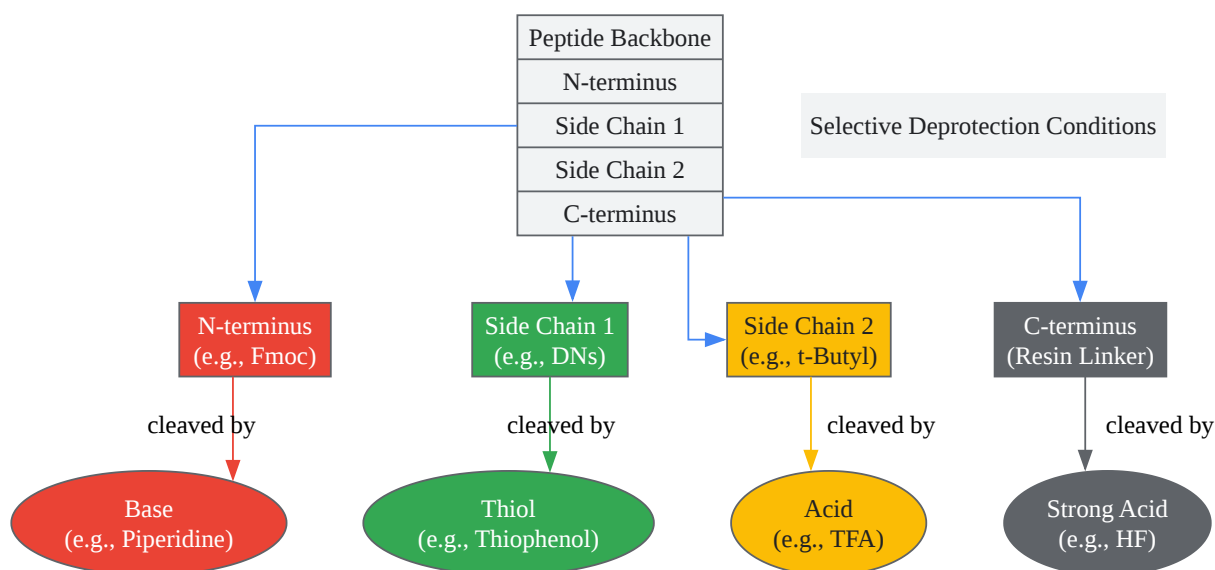 Peptide Backbone
N-terminus
Side Chain 1
Side Chain 2
C-terminus
Selective Deprotection Conditions
N-terminus
(e.g., Fmoc)
Side Chain 1
(e.g., DNs)
Side Chain 2
(e.g., t-Butyl)
C-terminus
(Resin Linker)
cleaved by
cleaved by
cleaved by
cleaved by
Base
(e.g., Piperidine)
Thiol
(e.g., Thiophenol)
Acid
(e.g., TFA)
Strong Acid
(e.g., HF)